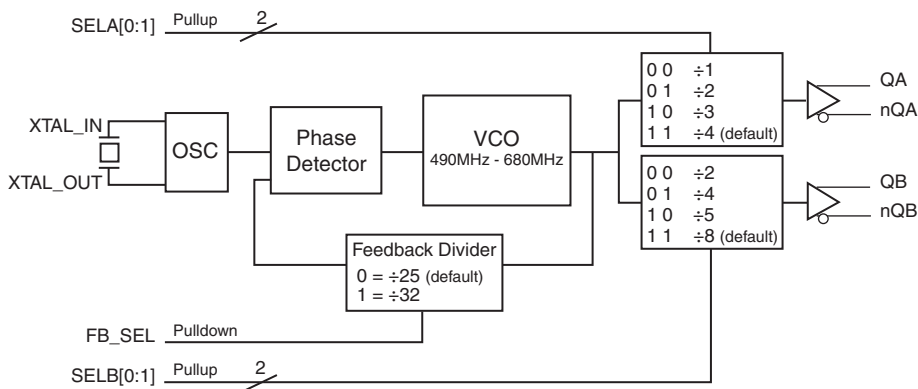 SELA[0:1] Pullup 2
0 0 ÷1
0 1 ÷2
1 0 ÷3
1 1 ÷4 (default)
QA
nQA
XTAL_IN
XTAL_OUT
OSC
Phase
Detector
VCO
490MHz - 680MHz
0 0 ÷2
0 1 ÷4
1 0 ÷5
1 1 ÷8 (default)
QB
nQB
Feedback Divider
0 = ÷25 (default)
1 = ÷32
FB_SEL Pulldown
SELB[0:1] Pullup 2